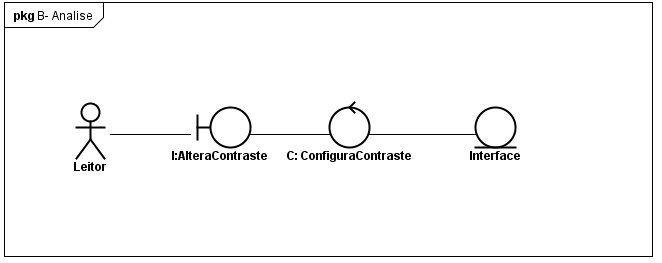 pkg B- Analise
Leitor
I:AlteraContraste
C: ConfiguraContraste
Interface